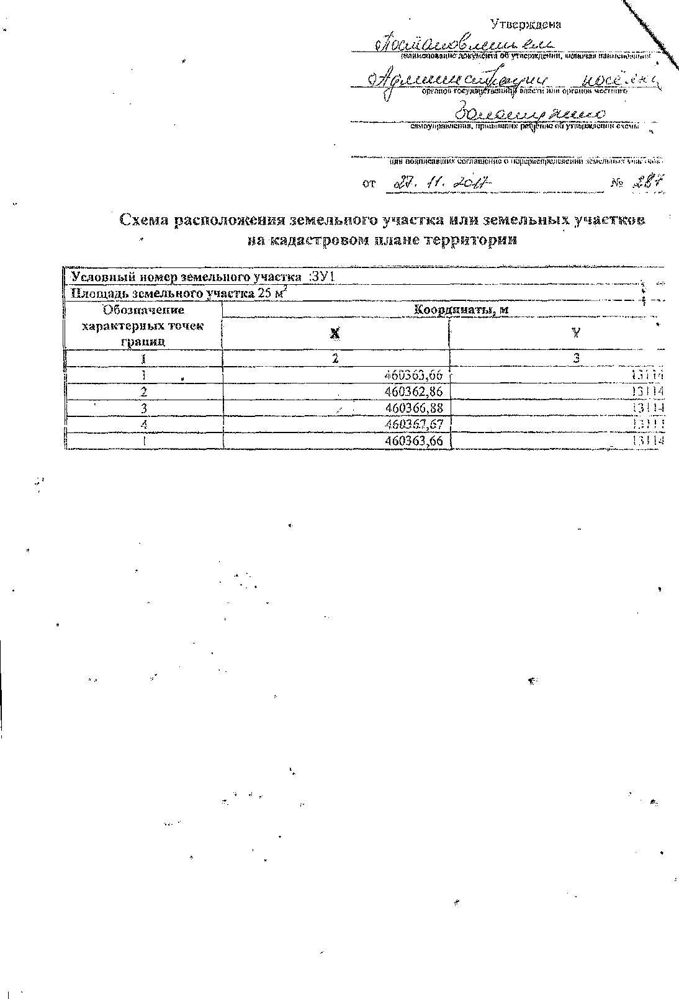 Утверждена
Постановлением
(наименование документа об утверждении, включая наименования
Администрации поселени
органов государственной власти или органов местного
самоуправления, принявших решение об утверждении схемы
или подписавших соглашение о перераспределении земельных участков)
от 27.11.2017 № 287
Схема расположения земельного участка или земельных участков
на кадастровом плане территории
Условный номер земельного участка :ЗУ1
Площадь земельного участка 25 м²
Обозначение характерных точек границ
Координаты, м
X Y
1 2 3
1 460363,66 13114
2 460362,86 13114
3 460366,88 13114
4 460367,67 13114
1 460363,66 13114